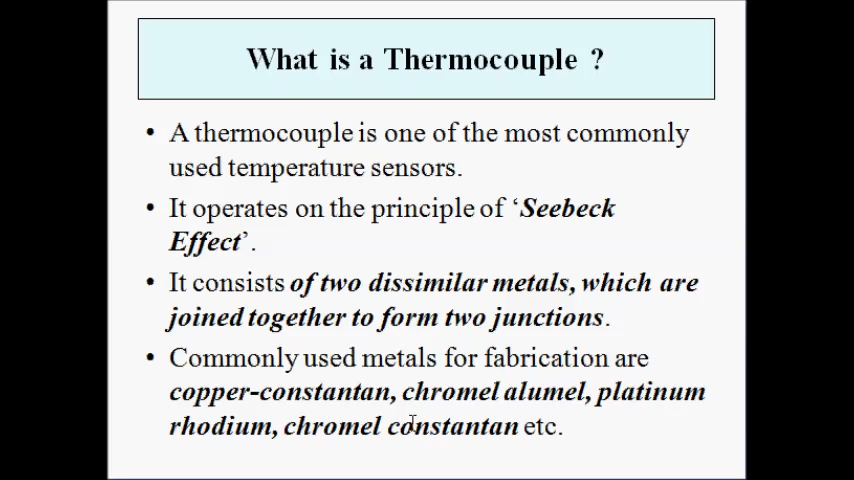 What is a Thermocouple ?
• A thermocouple is one of the most commonly
used temperature sensors.
• It operates on the principle of ‘Seebeck
Effect’.
• It consists of two dissimilar metals, which are
joined together to form two junctions.
• Commonly used metals for fabrication are
copper-constantan, chromel alumel, platinum
rhodium, chromel constantan etc.